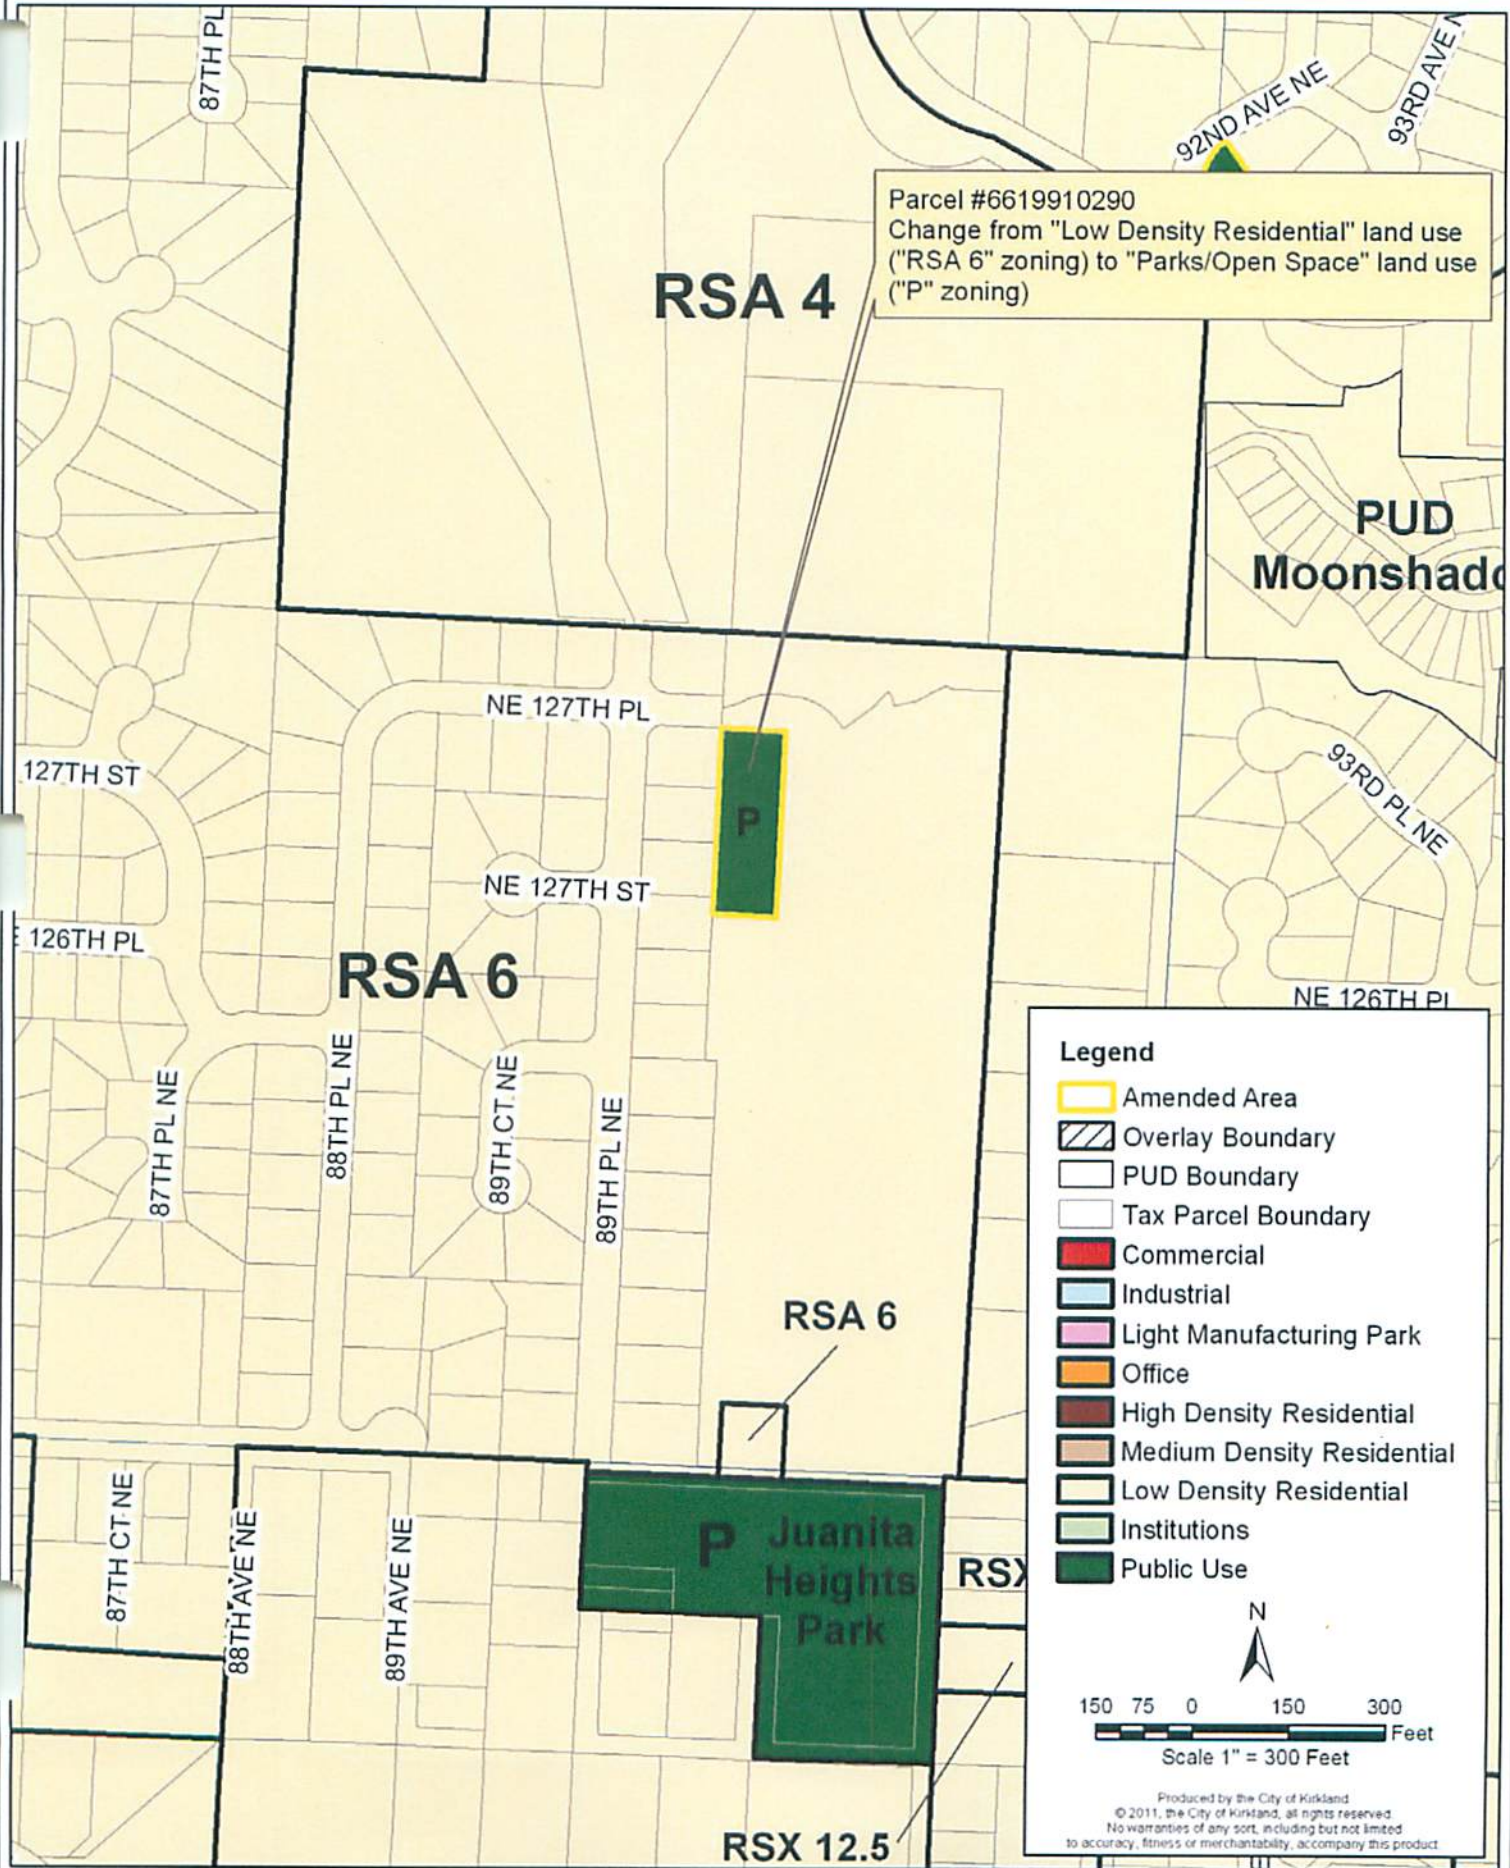 87TH PL
92ND AVE NE
93RD AVE N
Parcel #6619910290
Change from "Low Density Residential" land use
("RSA 6" zoning) to "Parks/Open Space" land use
("P" zoning)
RSA 4
PUD
Moonshado
NE 127TH PL
127TH ST
93RD PL NE
P
NE 127TH ST
126TH PL
RSA 6
NE 126TH PL
87TH PL NE
88TH PL NE
89TH CT NE
89TH PL NE
RSA 6
87TH CT NE
88TH AVE NE
89TH AVE NE
P
Juanita
Heights
Park
RSX
RSX 12.5
Legend
Amended Area
Overlay Boundary
PUD Boundary
Tax Parcel Boundary
Commercial
Industrial
Light Manufacturing Park
Office
High Density Residential
Medium Density Residential
Low Density Residential
Institutions
Public Use
N
150 75 0 150 300
Feet
Scale 1" = 300 Feet
Produced by the City of Kirkland
© 2011, the City of Kirkland, all rights reserved.
No warranties of any sort, including but not limited
to accuracy, fitness or merchantability, accompany this product.